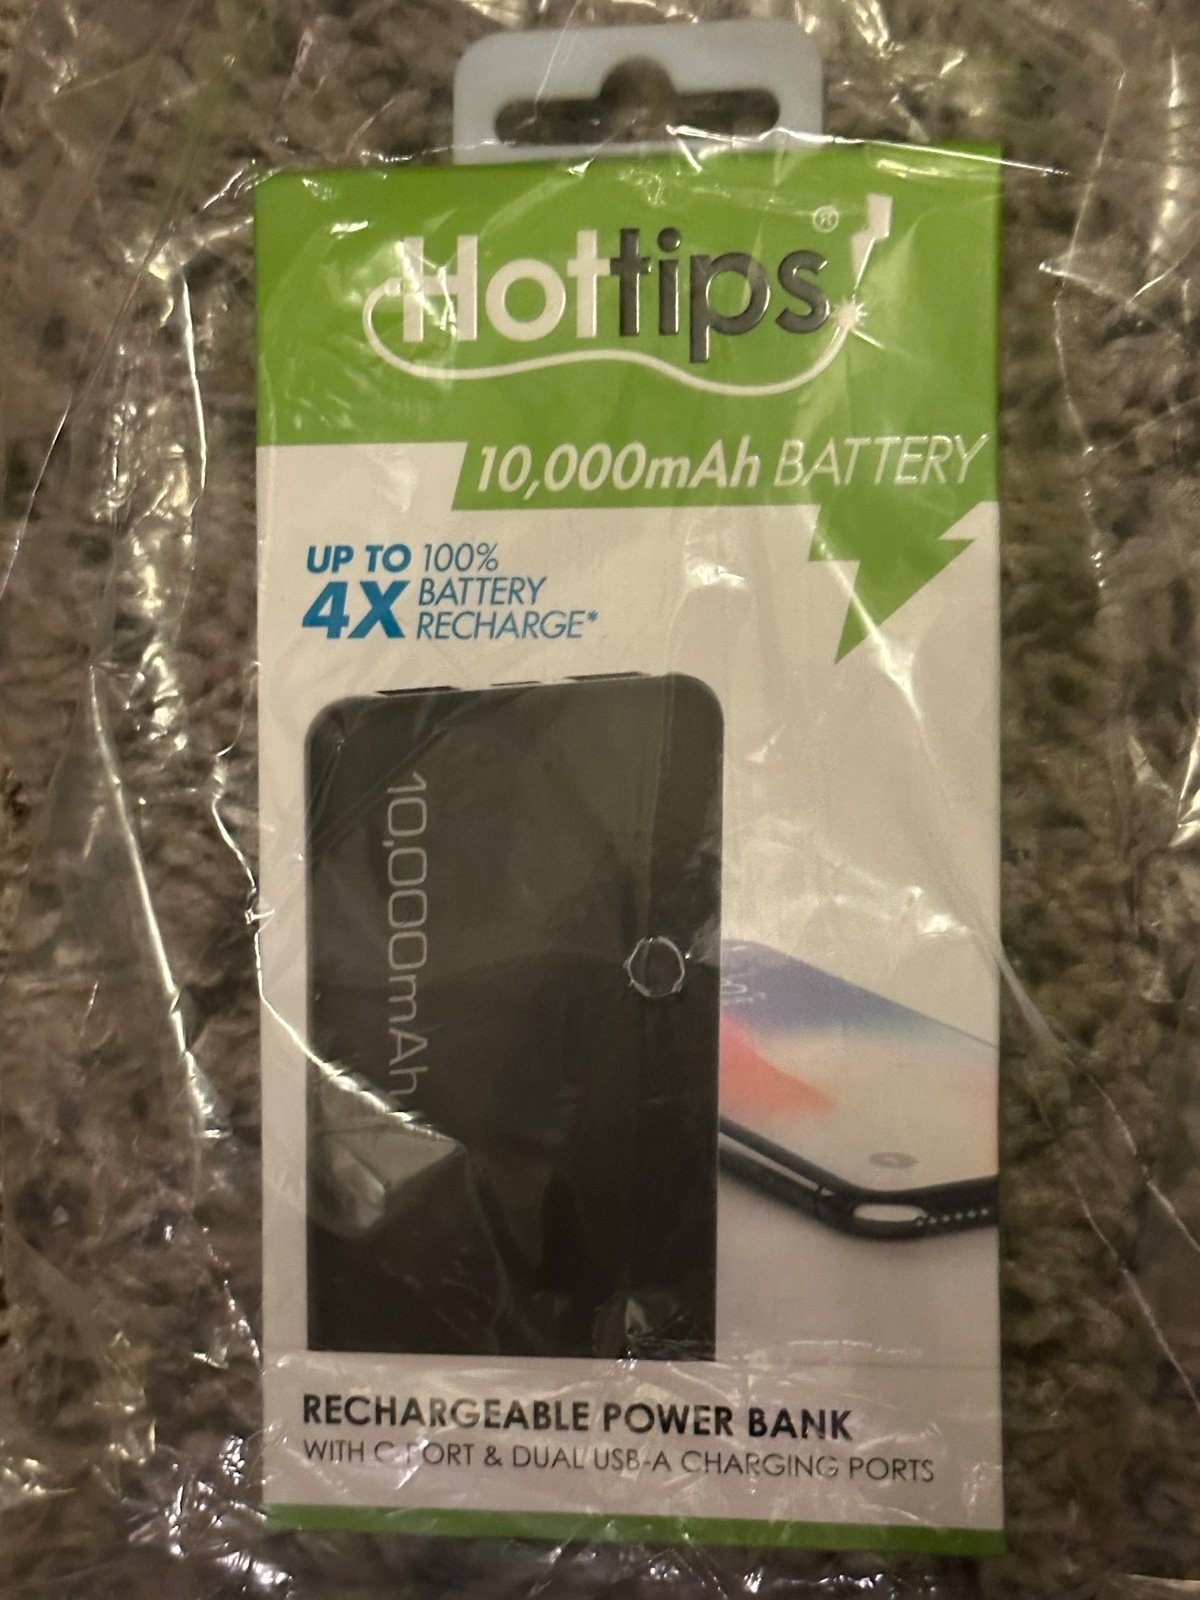 Hottips®
10,000mAh BATTERY
UP TO 100%
4X BATTERY
RECHARGE*
10,000mAh
RECHARGEABLE POWER BANK
WITH C-PORT & DUAL USB-A CHARGING PORTS